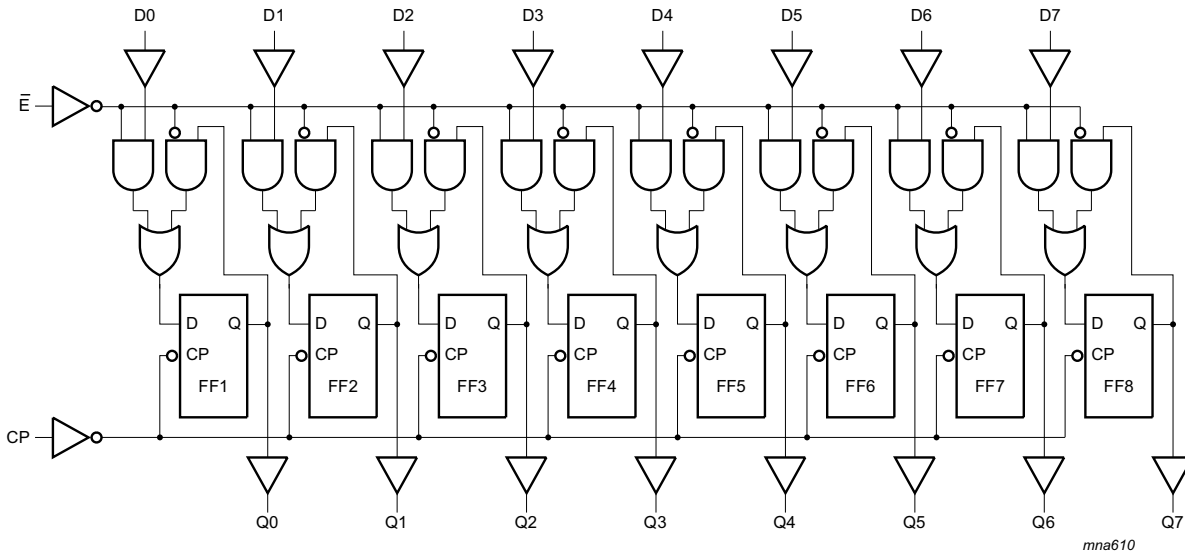 D0 D1 D2 D3 D4 D5 D6 D7
E̅
D Q D Q D Q D Q D Q D Q D Q D Q
CP CP CP CP CP CP CP CP
FF1 FF2 FF3 FF4 FF5 FF6 FF7 FF8
CP
Q0 Q1 Q2 Q3 Q4 Q5 Q6 Q7
mna610